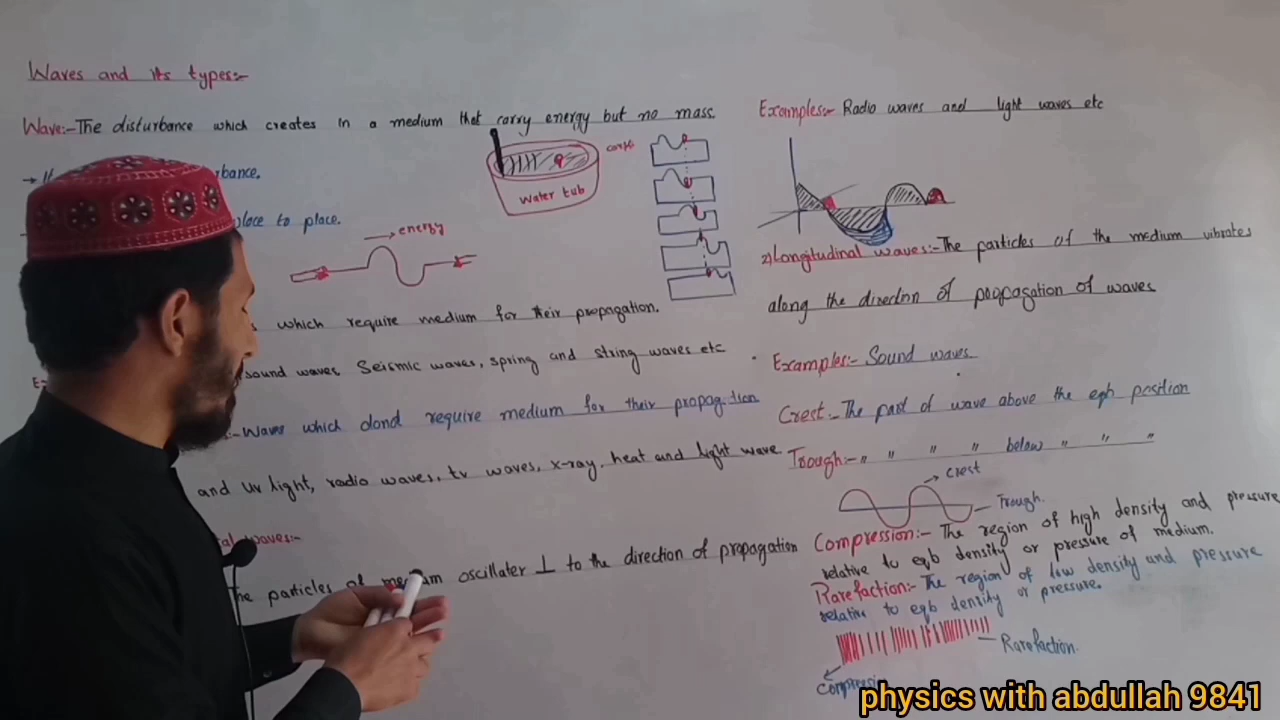 Waves and its types:-
Wave:- The disturbance which creates in a medium that carry energy but no mass.
bance.
place to place.
Water tub
energy
which require medium for their propagation.
sound waves, Seismic waves, spring and string waves etc
:- Waves which dond require medium for their propagation
and uv light, radio waves, tv waves, x-ray, heat and light wave
al waves:-
The particles of
oscillater ⊥ to the direction of propagation
Examples:- Radio waves and light waves etc
2) Longitudinal waves:- The particles of the medium vibrates
along the direction of propagation of waves
Examples:- Sound waves
Crest:- The part of wave above the eqb position
Trough:- " " " below " " "
Crest
Trough.
Compression:- The region of high density and pressure
relative to eqb density or pressure of medium.
Rarefaction:- The region of low density and pressure
relative to eqb density or pressure.
Rarefaction.
physics with abdullah 9841